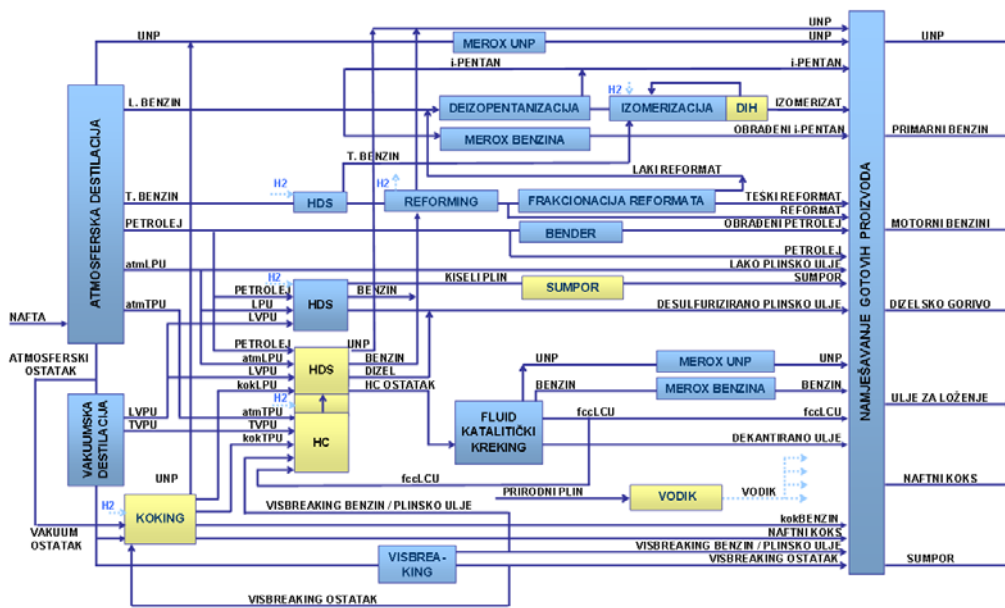 UNP
MEROX UNP
UNP
UNP
i-PENTAN
i-PENTAN
H2
L. BENZIN
DEIZOPENTANIZACIJA
IZOMERIZACIJA
DIH
IZOMERIZAT
MEROX BENZINA
OBRAĐENI i-PENTAN
PRIMARNI BENZIN
T. BENZIN
LAKI REFORMAT
H2
H2
T. BENZIN
HDS
REFORMING
FRAKCIONACIJA REFORMATA
TESKI REFORMAT
REFORMAT
PETROLEJ
BENDER
OBRAĐENI PETROLEJ
MOTORNI BENZINI
PETROLEJ
ATMOSFERSKA DESTILACIJA
NAMJEŠAVANJE GOTOVIH PROIZVODA
atmLPU
LAKO PLINSKO ULJE
H2
KISELI PLIN
SUMPOR
SUMPOR
PETROLEJ
HDS
BENZIN
atmTPU
LPU
DESULFURIZIRANO PLINSKO ULJE
DIZELSKO GORIVO
LVPU
NAFTA
PETROLEJ
UNP
ATMOSFERSKI
OSTATAK
atmLPU
HDS
BENZIN
UNP
MEROX UNP
UNP
LVPU
DIZEL
kokLPU
HC OSTATAK
BENZIN
MEROX BENZINA
BENZIN
H2
VAKUUMSKA
DESTILACIJA
LVPU
atmTPU
FLUID
KATALITIČKI
KREKING
fccLCU
fccLCU
ULJE ZA LOŽENJE
TVPU
TVPU
HC
kokTPU
DEKANTIRANO ULJE
UNP
fccLCU
NAFTNI KOKS
PRIRODNI PLIN
VODIK
VODIK
H2
KOKING
VISBREAKING BENZIN / PLINSKO ULJE
kokBENZIN
VAKUUM
OSTATAK
NAFTNI KOKS
VISBREAKING BENZIN / PLINSKO ULJE
VISBREA-
KING
VISBREAKING OSTATAK
SUMPOR
VISBREAKING OSTATAK